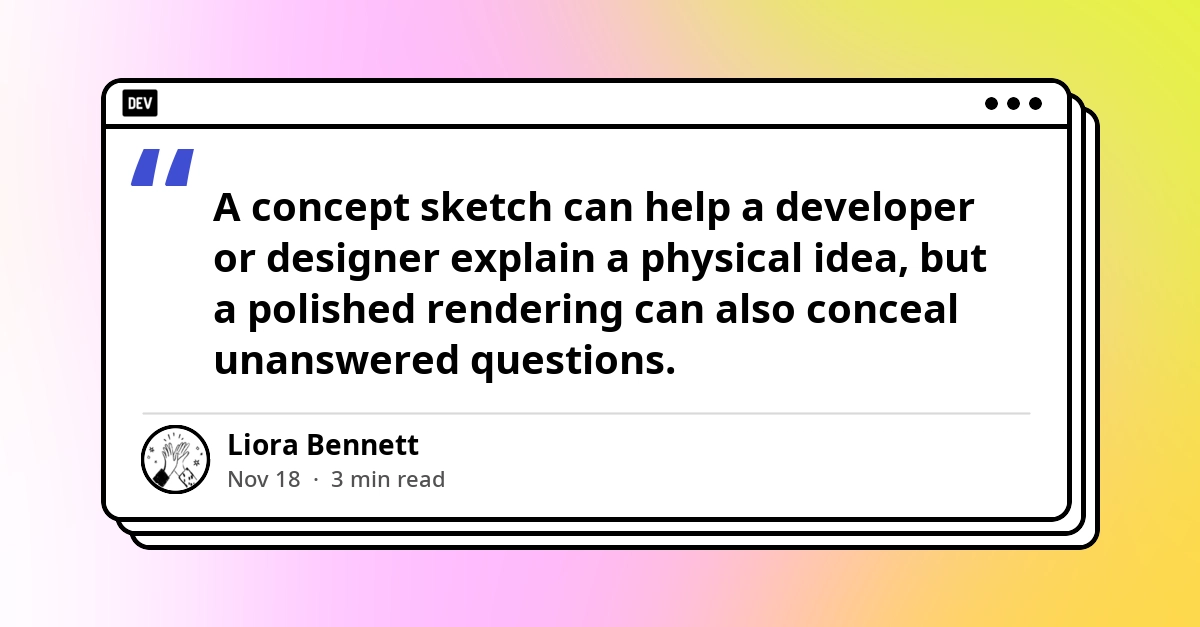 DEV
A concept sketch can help a developer
or designer explain a physical idea, but
a polished rendering can also conceal
unanswered questions.
Liora Bennett
Nov 18 · 3 min read